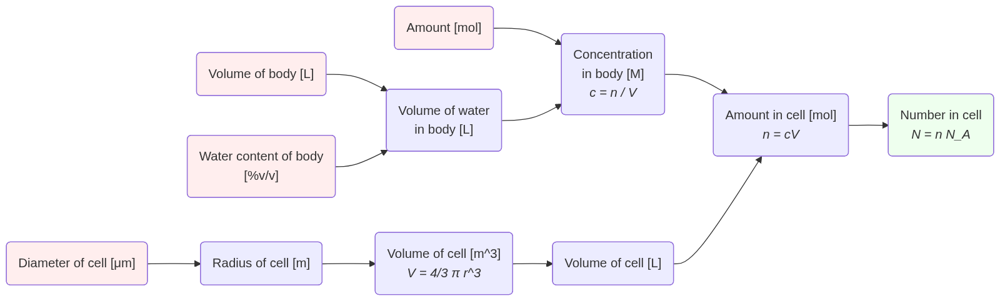 Amount [mol]
Concentration
in body [M]
c = n / V
Volume of body [L]
Volume of water
in body [L]
Amount in cell [mol]
n = cV
Number in cell
N = n N_A
Water content of body
[%v/v]
Diameter of cell [μm]
Radius of cell [m]
Volume of cell [m^3]
V = 4/3 π r^3
Volume of cell [L]